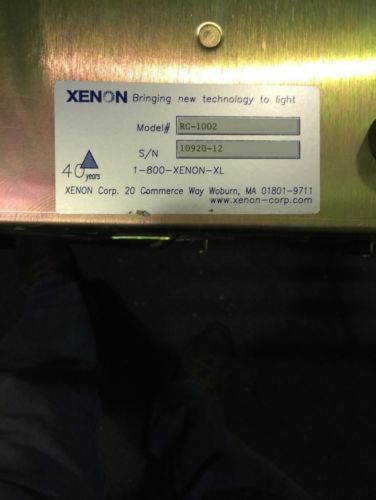 XENON Bringing new technology to light
Model# RC-1002
S/N 10920-12
40 years
1-800-XENON-XL
XENON Corp. 20 Commerce Way Woburn, MA 01801-9711
www.xenon-corp.com